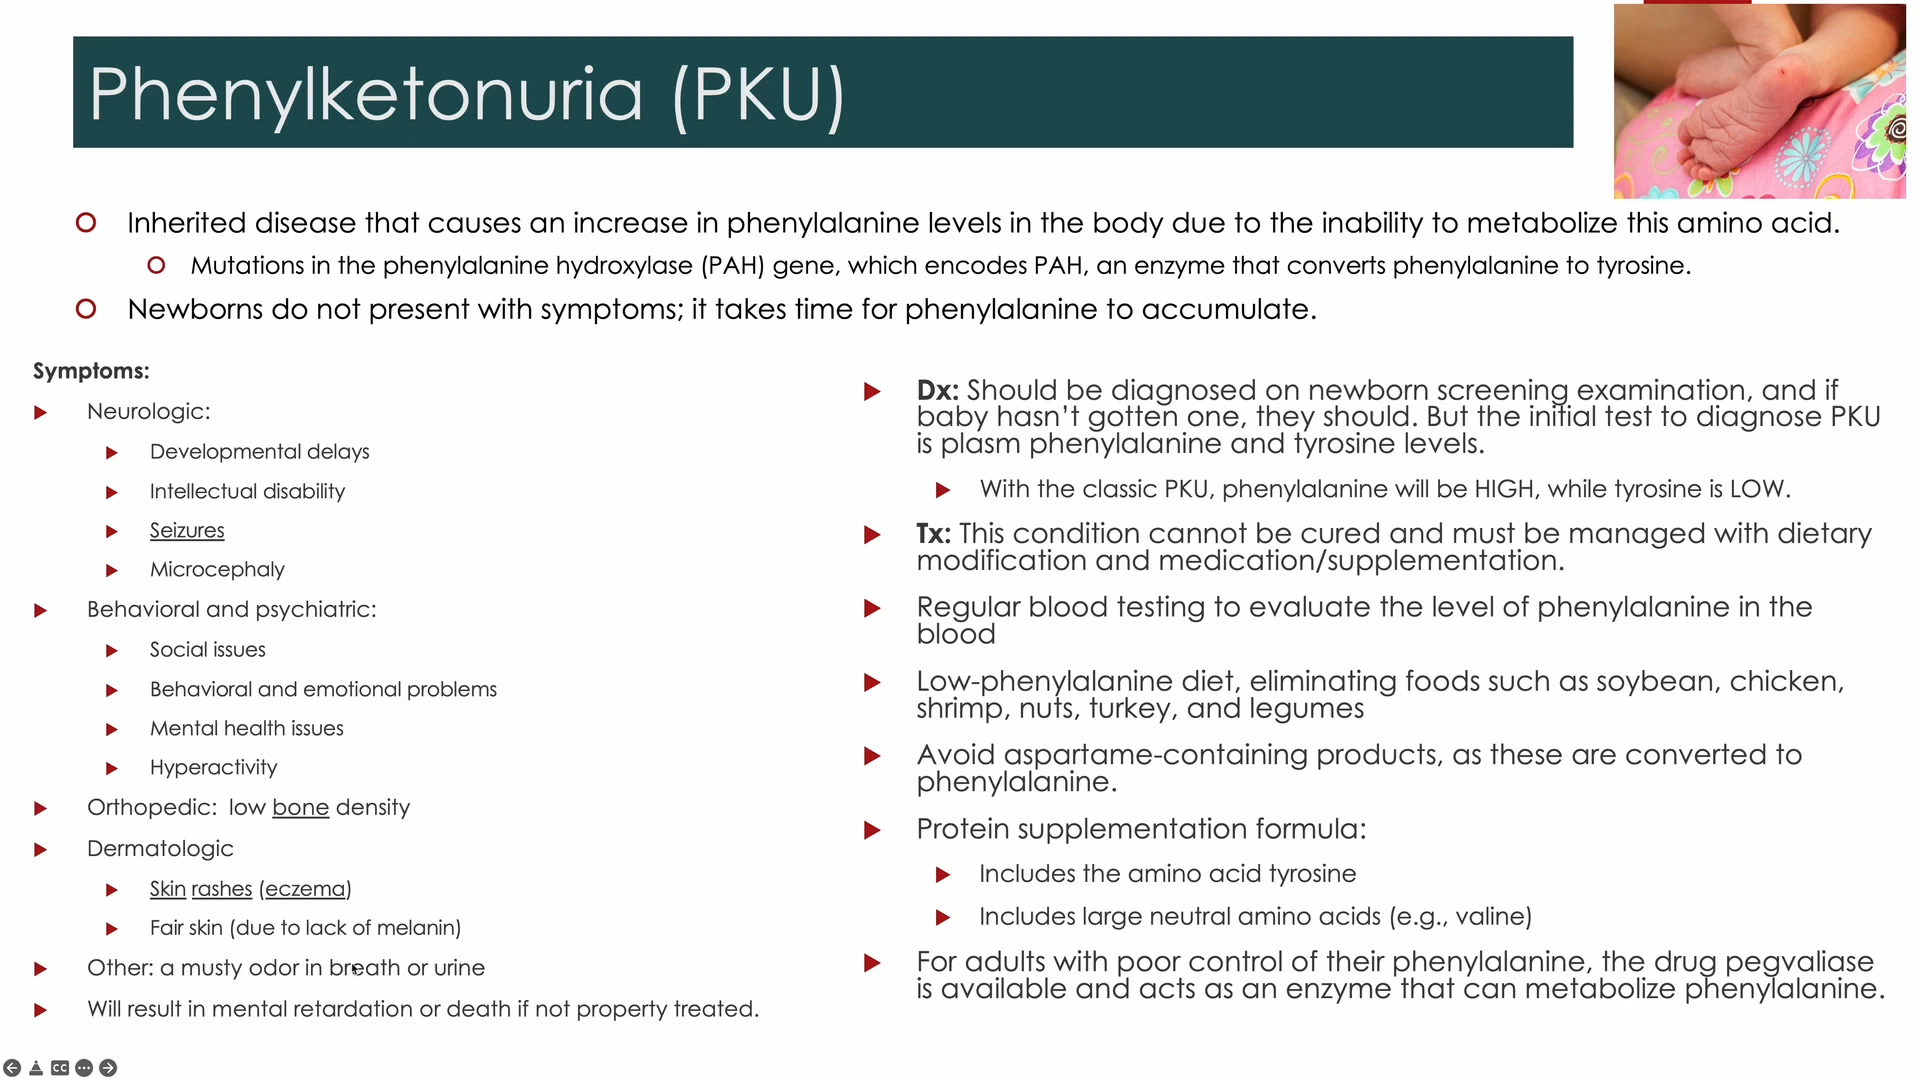 Phenylketonuria (PKU)
Inherited disease that causes an increase in phenylalanine levels in the body due to the inability to metabolize this amino acid.
Mutations in the phenylalanine hydroxylase (PAH) gene, which encodes PAH, an enzyme that converts phenylalanine to tyrosine.
Newborns do not present with symptoms; it takes time for phenylalanine to accumulate.
Symptoms:
Neurologic:
Developmental delays
Intellectual disability
Seizures
Microcephaly
Behavioral and psychiatric:
Social issues
Behavioral and emotional problems
Mental health issues
Hyperactivity
Orthopedic: low bone density
Dermatologic
Skin rashes (eczema)
Fair skin (due to lack of melanin)
Other: a musty odor in breath or urine
Will result in mental retardation or death if not property treated.
Dx: Should be diagnosed on newborn screening examination, and if
baby hasn't gotten one, they should. But the initial test to diagnose PKU
is plasm phenylalanine and tyrosine levels.
With the classic PKU, phenylalanine will be HIGH, while tyrosine is LOW.
Tx: This condition cannot be cured and must be managed with dietary
modification and medication/supplementation.
Regular blood testing to evaluate the level of phenylalanine in the
blood
Low-phenylalanine diet, eliminating foods such as soybean, chicken,
shrimp, nuts, turkey, and legumes
Avoid aspartame-containing products, as these are converted to
phenylalanine.
Protein supplementation formula:
Includes the amino acid tyrosine
Includes large neutral amino acids (e.g., valine)
For adults with poor control of their phenylalanine, the drug pegvaliase
is available and acts as an enzyme that can metabolize phenylalanine.
CC